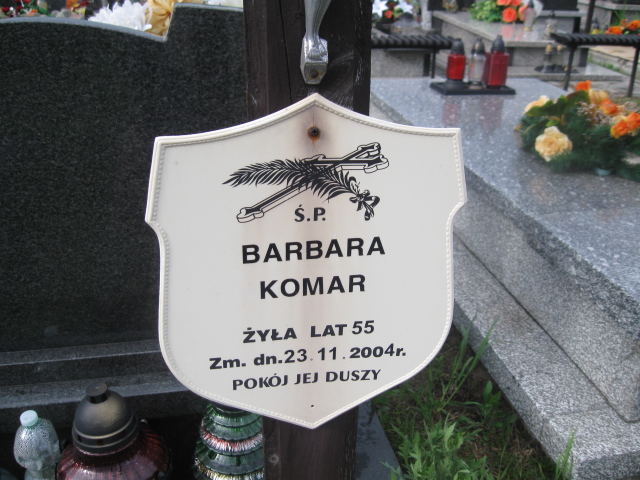 Ś.P.
BARBARA
KOMAR
ŻYŁA LAT 55
Zm. dn. 23.11.2004r.
POKÓJ JEJ DUSZY